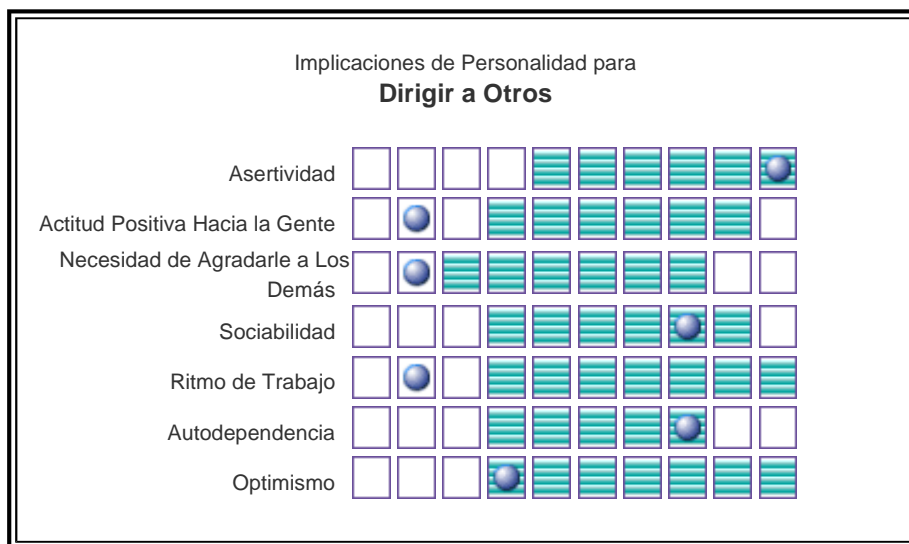 Implicaciones de Personalidad para
Dirigir a Otros
Asertividad
Actitud Positiva Hacia la Gente
Necesidad de Agradarle a Los
Demás
Sociabilidad
Ritmo de Trabajo
Autodependencia
Optimismo